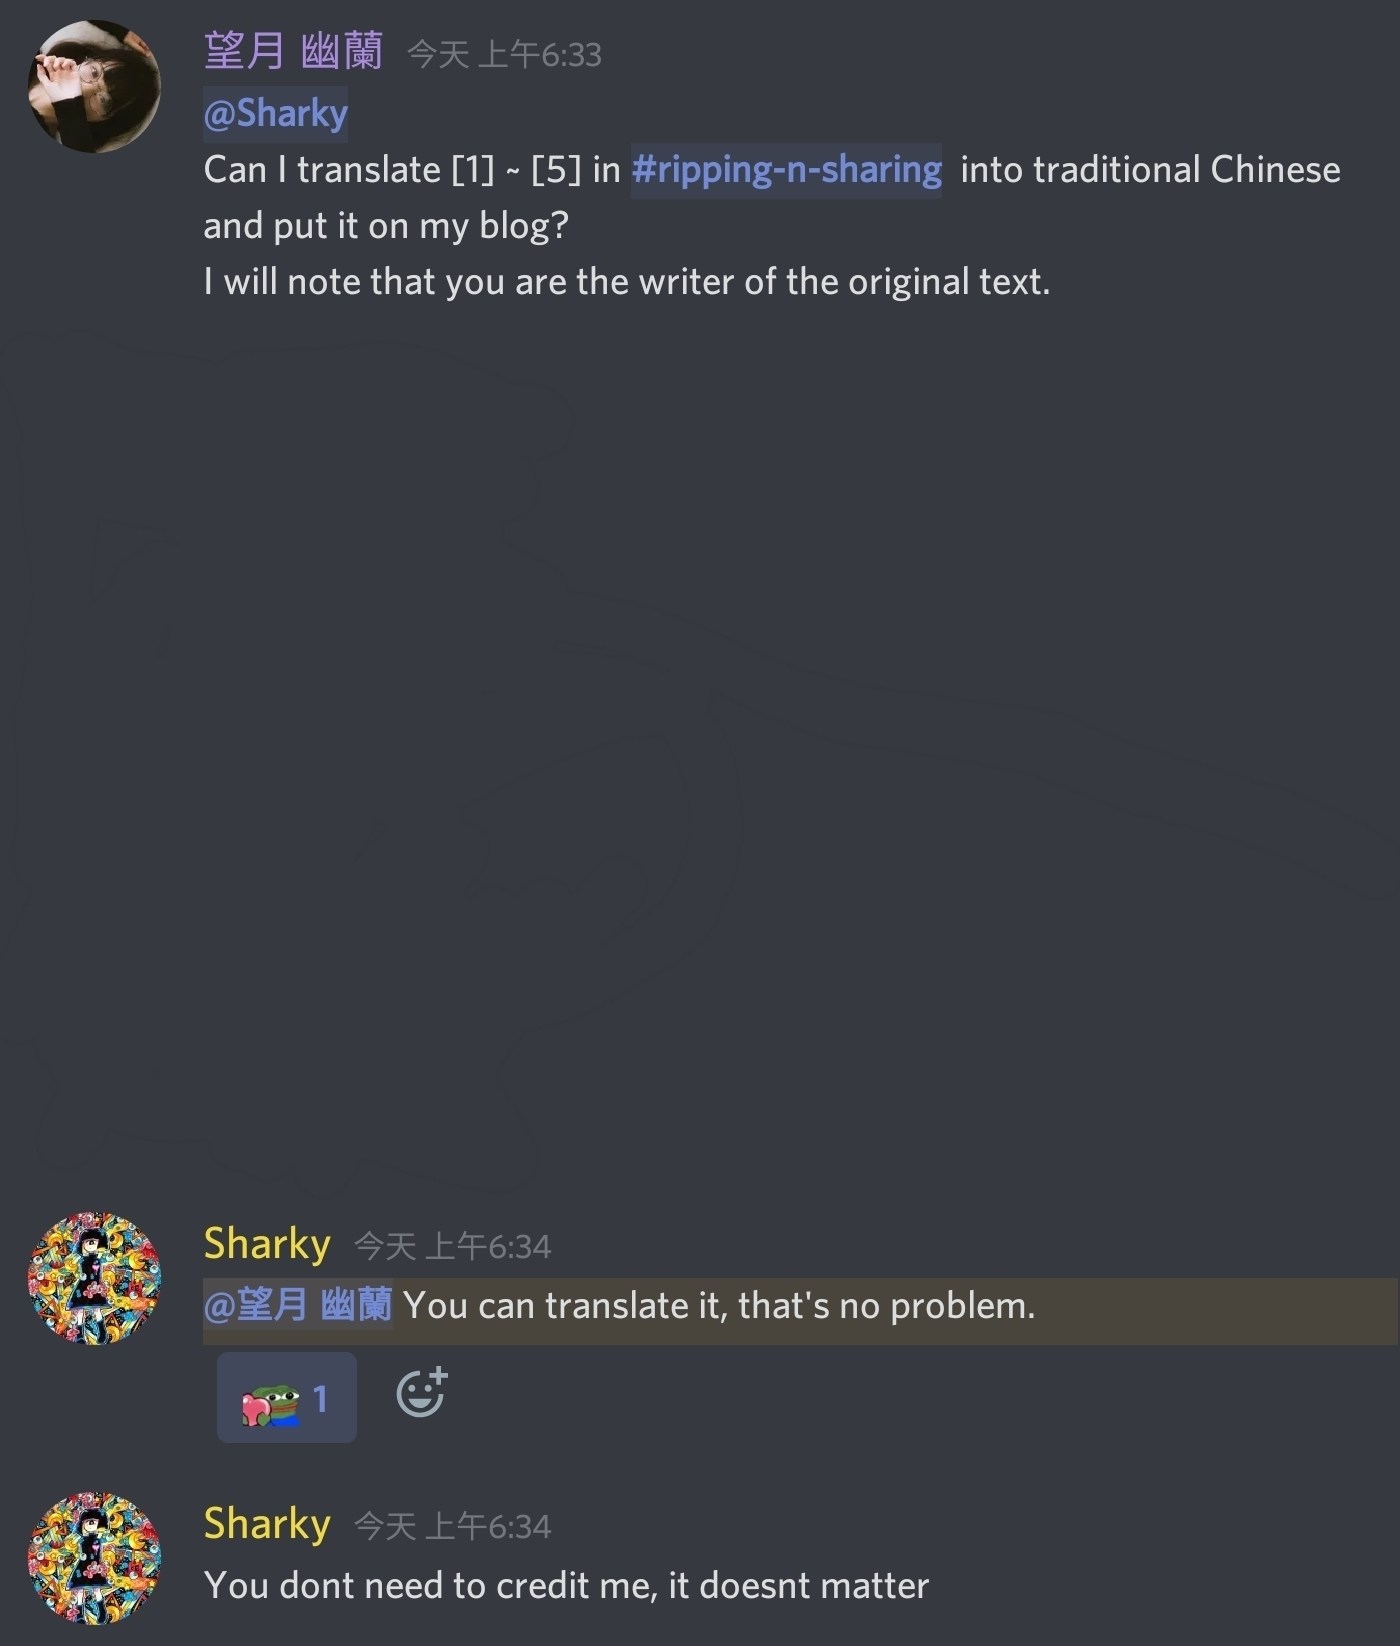 望月 幽蘭 今天 上午6:33
@Sharky
Can I translate [1] ~ [5] in #ripping-n-sharing into traditional Chinese
and put it on my blog?
I will note that you are the writer of the original text.
Sharky 今天 上午6:34
@望月 幽蘭 You can translate it, that's no problem.
1
Sharky 今天 上午6:34
You dont need to credit me, it doesnt matter